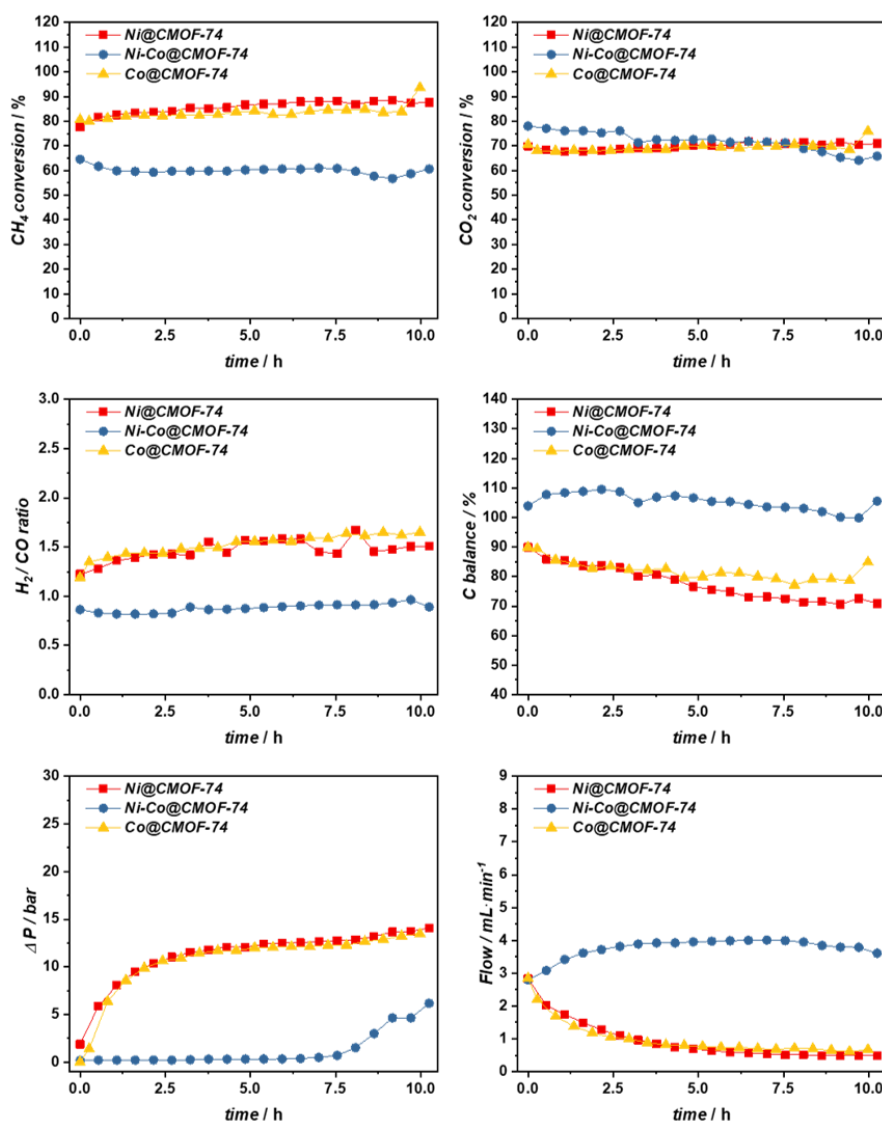 120
110
100
90
80
70
60
50
40
30
20
10
0
CH4 conversion / %
Ni@CMOF-74
Ni-Co@CMOF-74
Co@CMOF-74
0.0 2.5 5.0 7.5 10.0
time / h
120
110
100
90
80
70
60
50
40
30
20
10
0
CO2 conversion / %
Ni@CMOF-74
Ni-Co@CMOF-74
Co@CMOF-74
0.0 2.5 5.0 7.5 10.0
time / h
3.0
2.5
2.0
1.5
1.0
0.5
0.0
H2 / CO ratio
Ni@CMOF-74
Ni-Co@CMOF-74
Co@CMOF-74
0.0 2.5 5.0 7.5 10.0
time / h
140
130
120
110
100
90
80
70
60
50
40
C balance / %
Ni@CMOF-74
Ni-Co@CMOF-74
Co@CMOF-74
0.0 2.5 5.0 7.5 10.0
time / h
30
25
20
15
10
5
0
Δ P / bar
Ni@CMOF-74
Ni-Co@CMOF-74
Co@CMOF-74
0.0 2.5 5.0 7.5 10.0
time / h
9
8
7
6
5
4
3
2
1
0
Flow / mL·min-1
Ni@CMOF-74
Ni-Co@CMOF-74
Co@CMOF-74
0.0 2.5 5.0 7.5 10.0
time / h